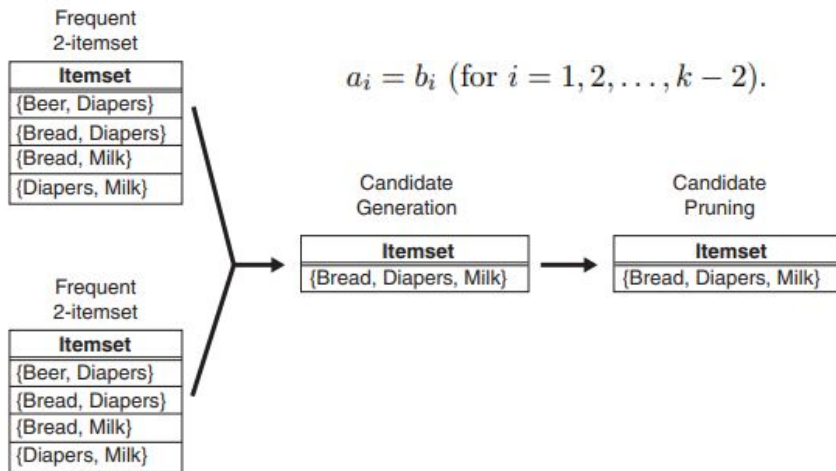 Frequent
2-itemset
Itemset
{Beer, Diapers}
{Bread, Diapers}
{Bread, Milk}
{Diapers, Milk}
a_i = b_i (for i = 1, 2, . . . , k − 2).
Candidate
Generation
Itemset
{Bread, Diapers, Milk}
Candidate
Pruning
Itemset
{Bread, Diapers, Milk}
Frequent
2-itemset
Itemset
{Beer, Diapers}
{Bread, Diapers}
{Bread, Milk}
{Diapers, Milk}